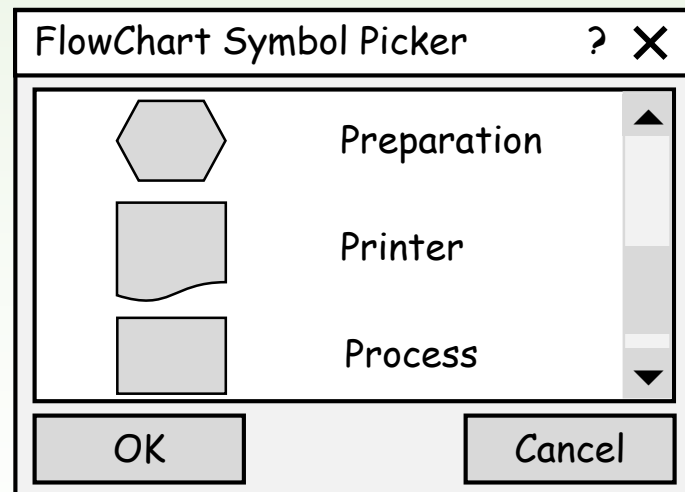 FlowChart Symbol Picker ?
Preparation
Printer
Process
OK Cancel